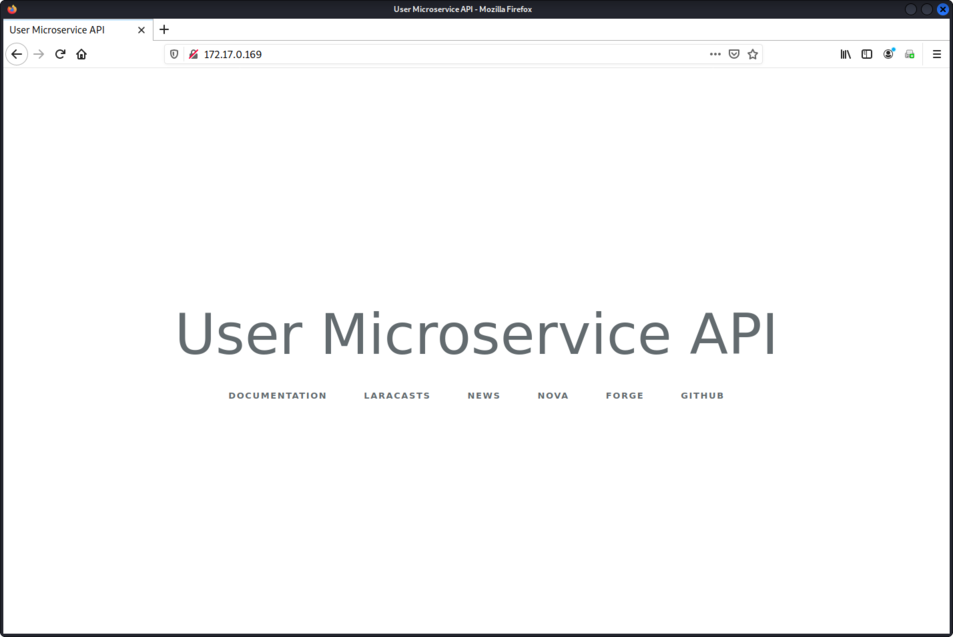 User Microservice API - Mozilla Firefox
User Microservice API
172.17.0.169
User Microservice API
DOCUMENTATION LARACASTS NEWS NOVA FORGE GITHUB